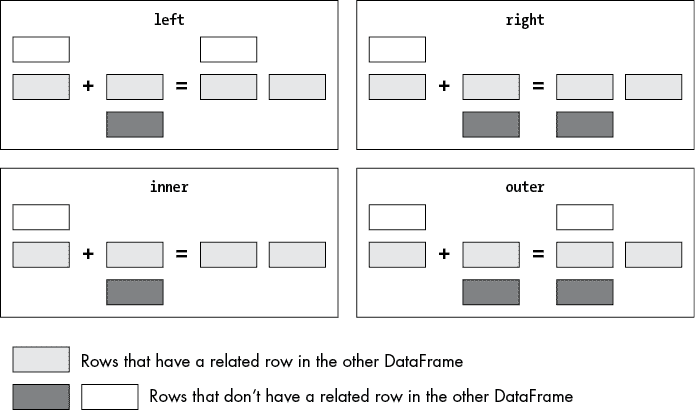 left
right
+ =
+ =
inner
outer
+ =
+ =
Rows that have a related row in the other DataFrame
Rows that don't have a related row in the other DataFrame